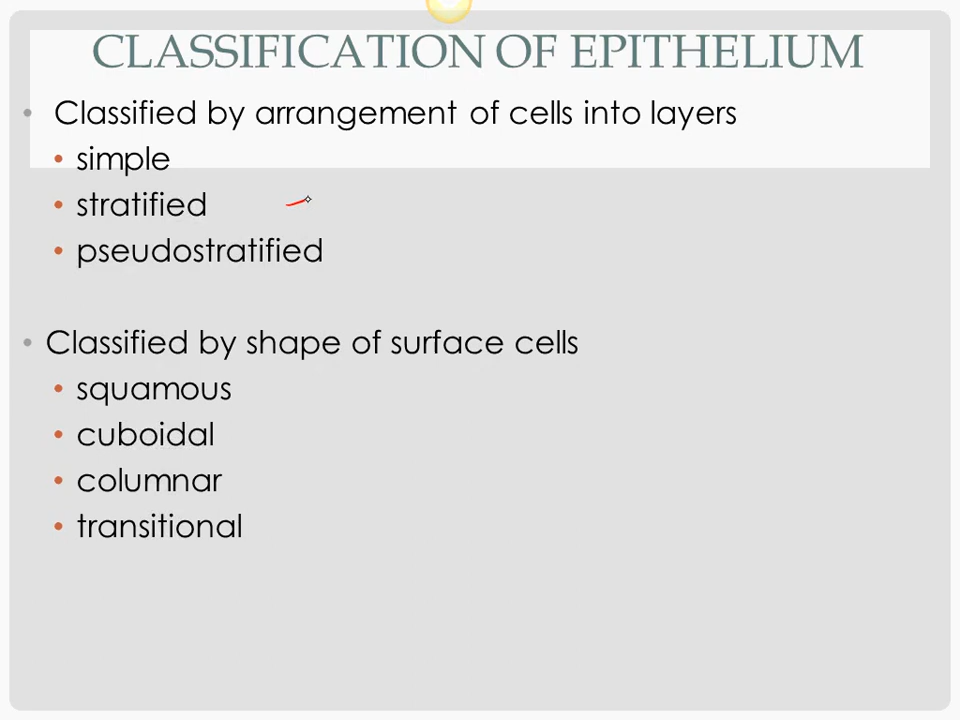 CLASSIFICATION OF EPITHELIUM
• Classified by arrangement of cells into layers
• simple
• stratified
• pseudostratified
• Classified by shape of surface cells
• squamous
• cuboidal
• columnar
• transitional